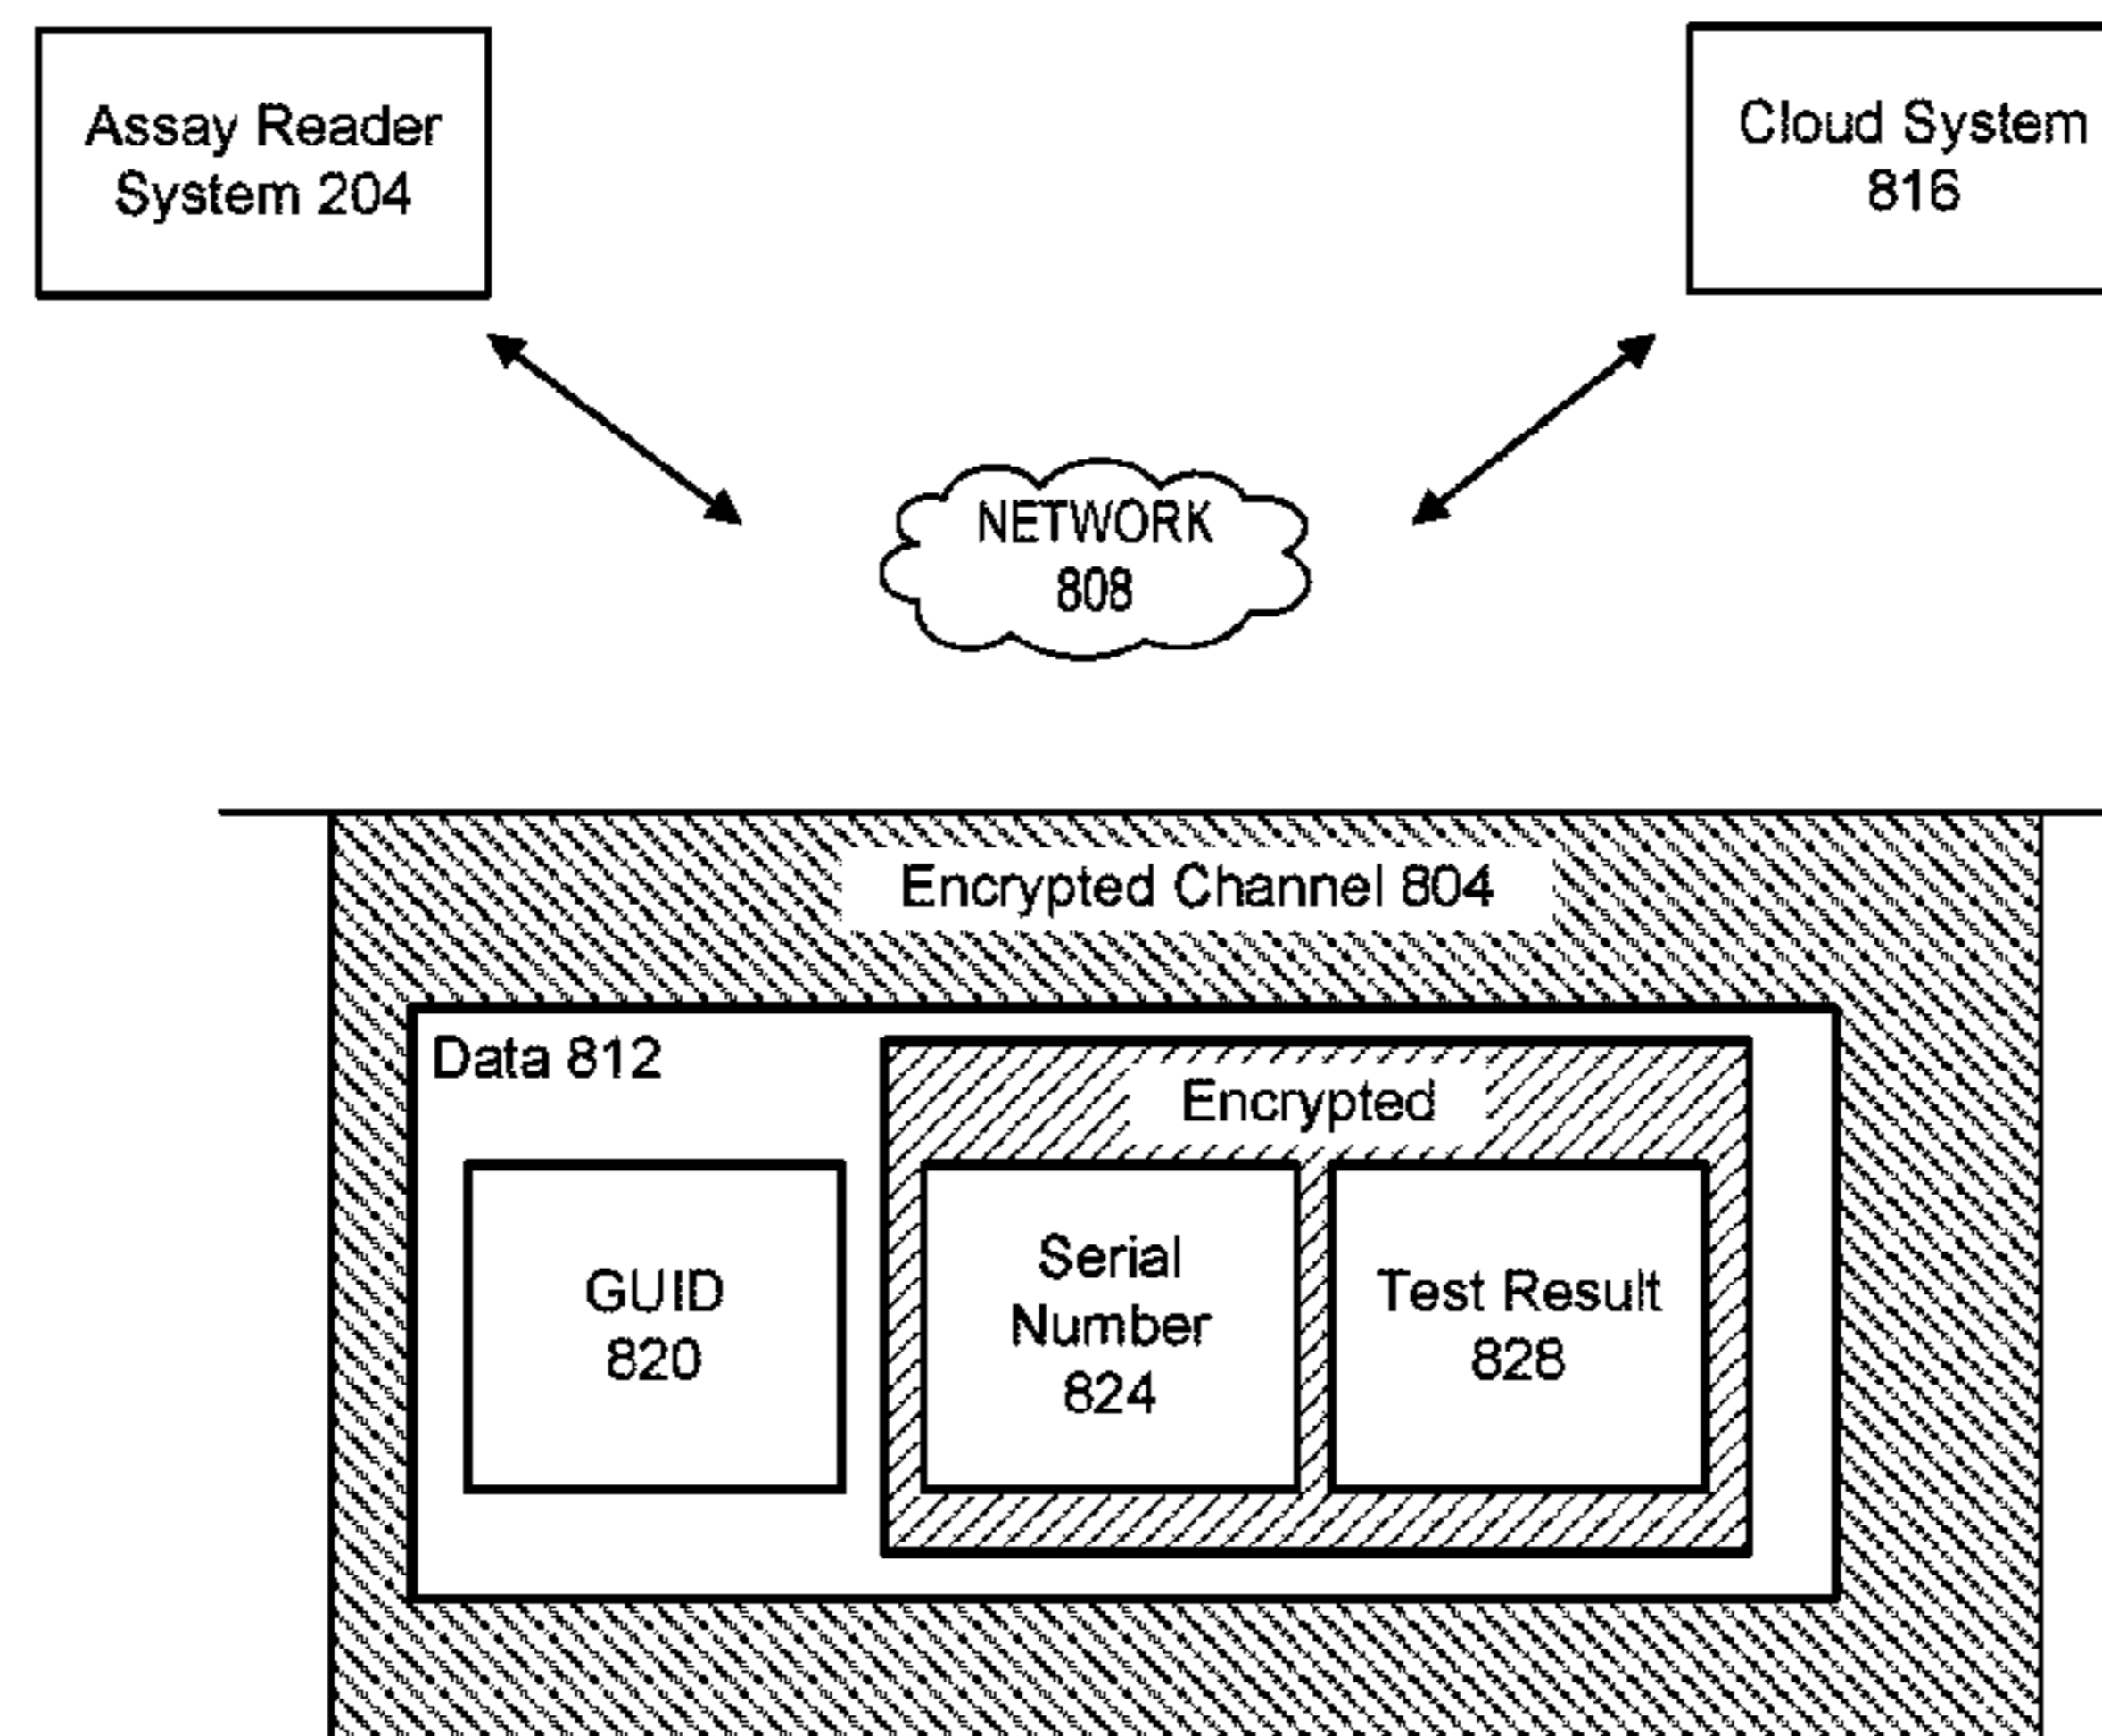 Assay Reader
System 204
Cloud System
816
NETWORK
808
Encrypted Channel 804
Data 812
Encrypted
GUID
820
Serial
Number
824
Test Result
828